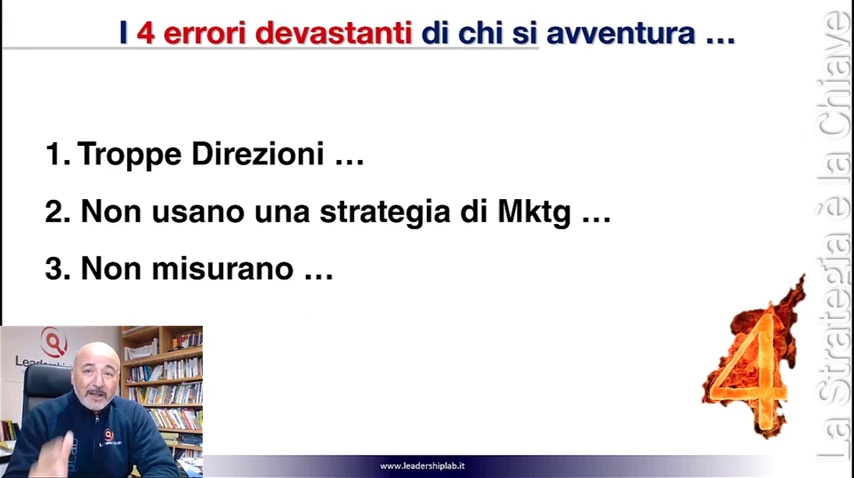 I 4 errori devastanti di chi si avventura …
1. Troppe Direzioni …
2. Non usano una strategia di Mktg …
3. Non misurano …
4
La Strategia è la Chiave
www.leadershiplab.it